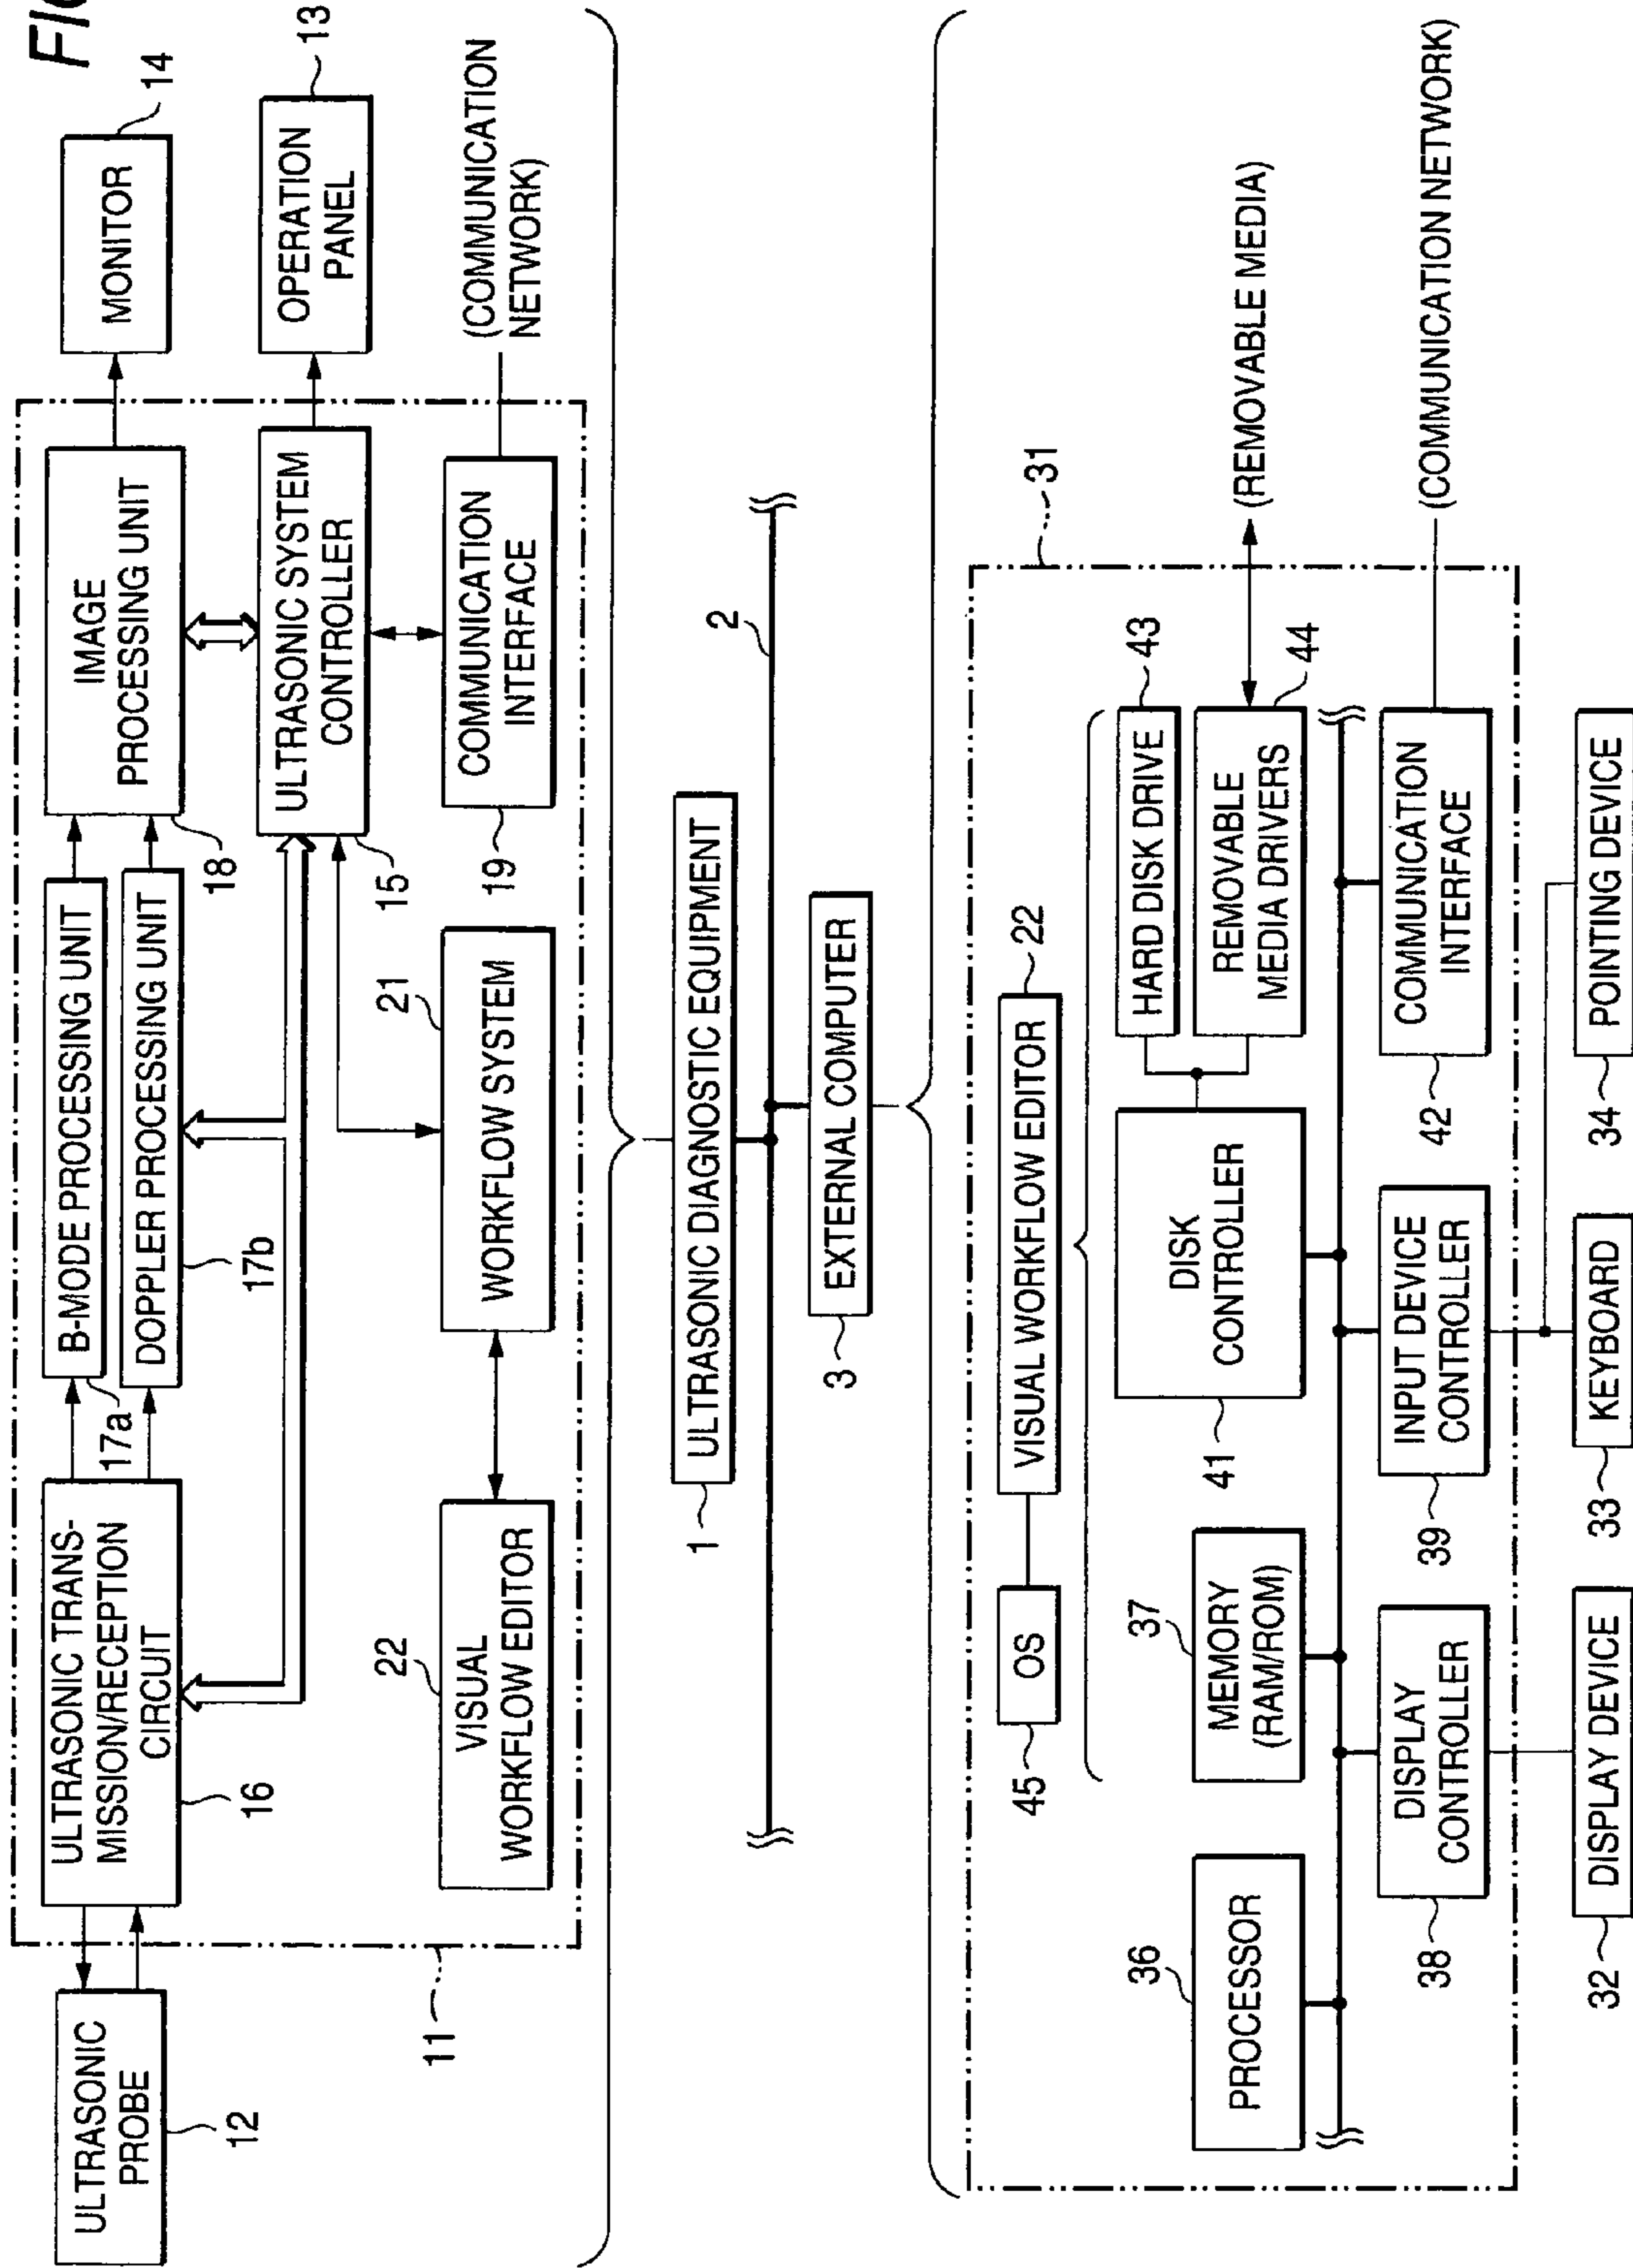 FIG
ULTRASONIC
PROBE
12
ULTRASONIC TRANS-
MISSION/RECEPTION
CIRCUIT
16
B-MODE PROCESSING UNIT
17a
DOPPLER PROCESSING UNIT
17b
IMAGE
PROCESSING UNIT
18
MONITOR
14
ULTRASONIC SYSTEM
CONTROLLER
15
OPERATION
PANEL
13
VISUAL
WORKFLOW EDITOR
22
WORKFLOW SYSTEM
21
COMMUNICATION
INTERFACE
19
(COMMUNICATION
NETWORK)
11
1
ULTRASONIC DIAGNOSTIC EQUIPMENT
2
3
EXTERNAL COMPUTER
31
45
OS
VISUAL WORKFLOW EDITOR
22
36
PROCESSOR
37
MEMORY
(RAM/ROM)
41
DISK
CONTROLLER
HARD DISK DRIVE
43
REMOVABLE
MEDIA DRIVERS
44
(REMOVABLE MEDIA)
38
DISPLAY
CONTROLLER
39
INPUT DEVICE
CONTROLLER
42
COMMUNICATION
INTERFACE
(COMMUNICATION NETWORK)
32
DISPLAY DEVICE
33
KEYBOARD
34
POINTING DEVICE